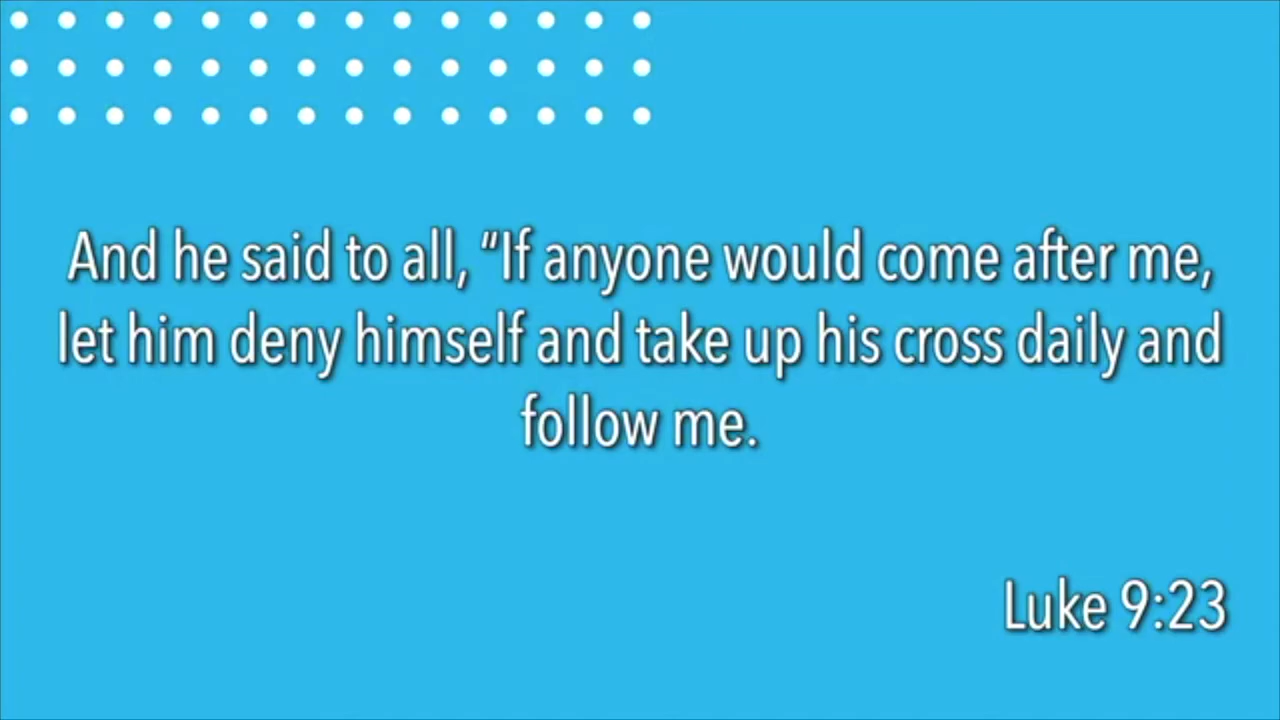 And he said to all, “If anyone would come after me,
let him deny himself and take up his cross daily and
follow me.
Luke 9:23